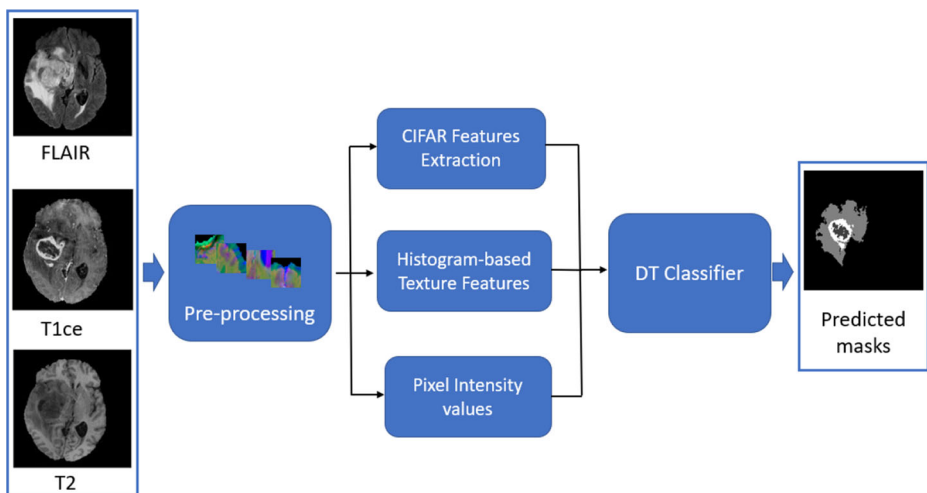 FLAIR
T1ce
T2
Pre-processing
CIFAR Features
Extraction
Histogram-based
Texture Features
Pixel Intensity
values
DT Classifier
Predicted
masks